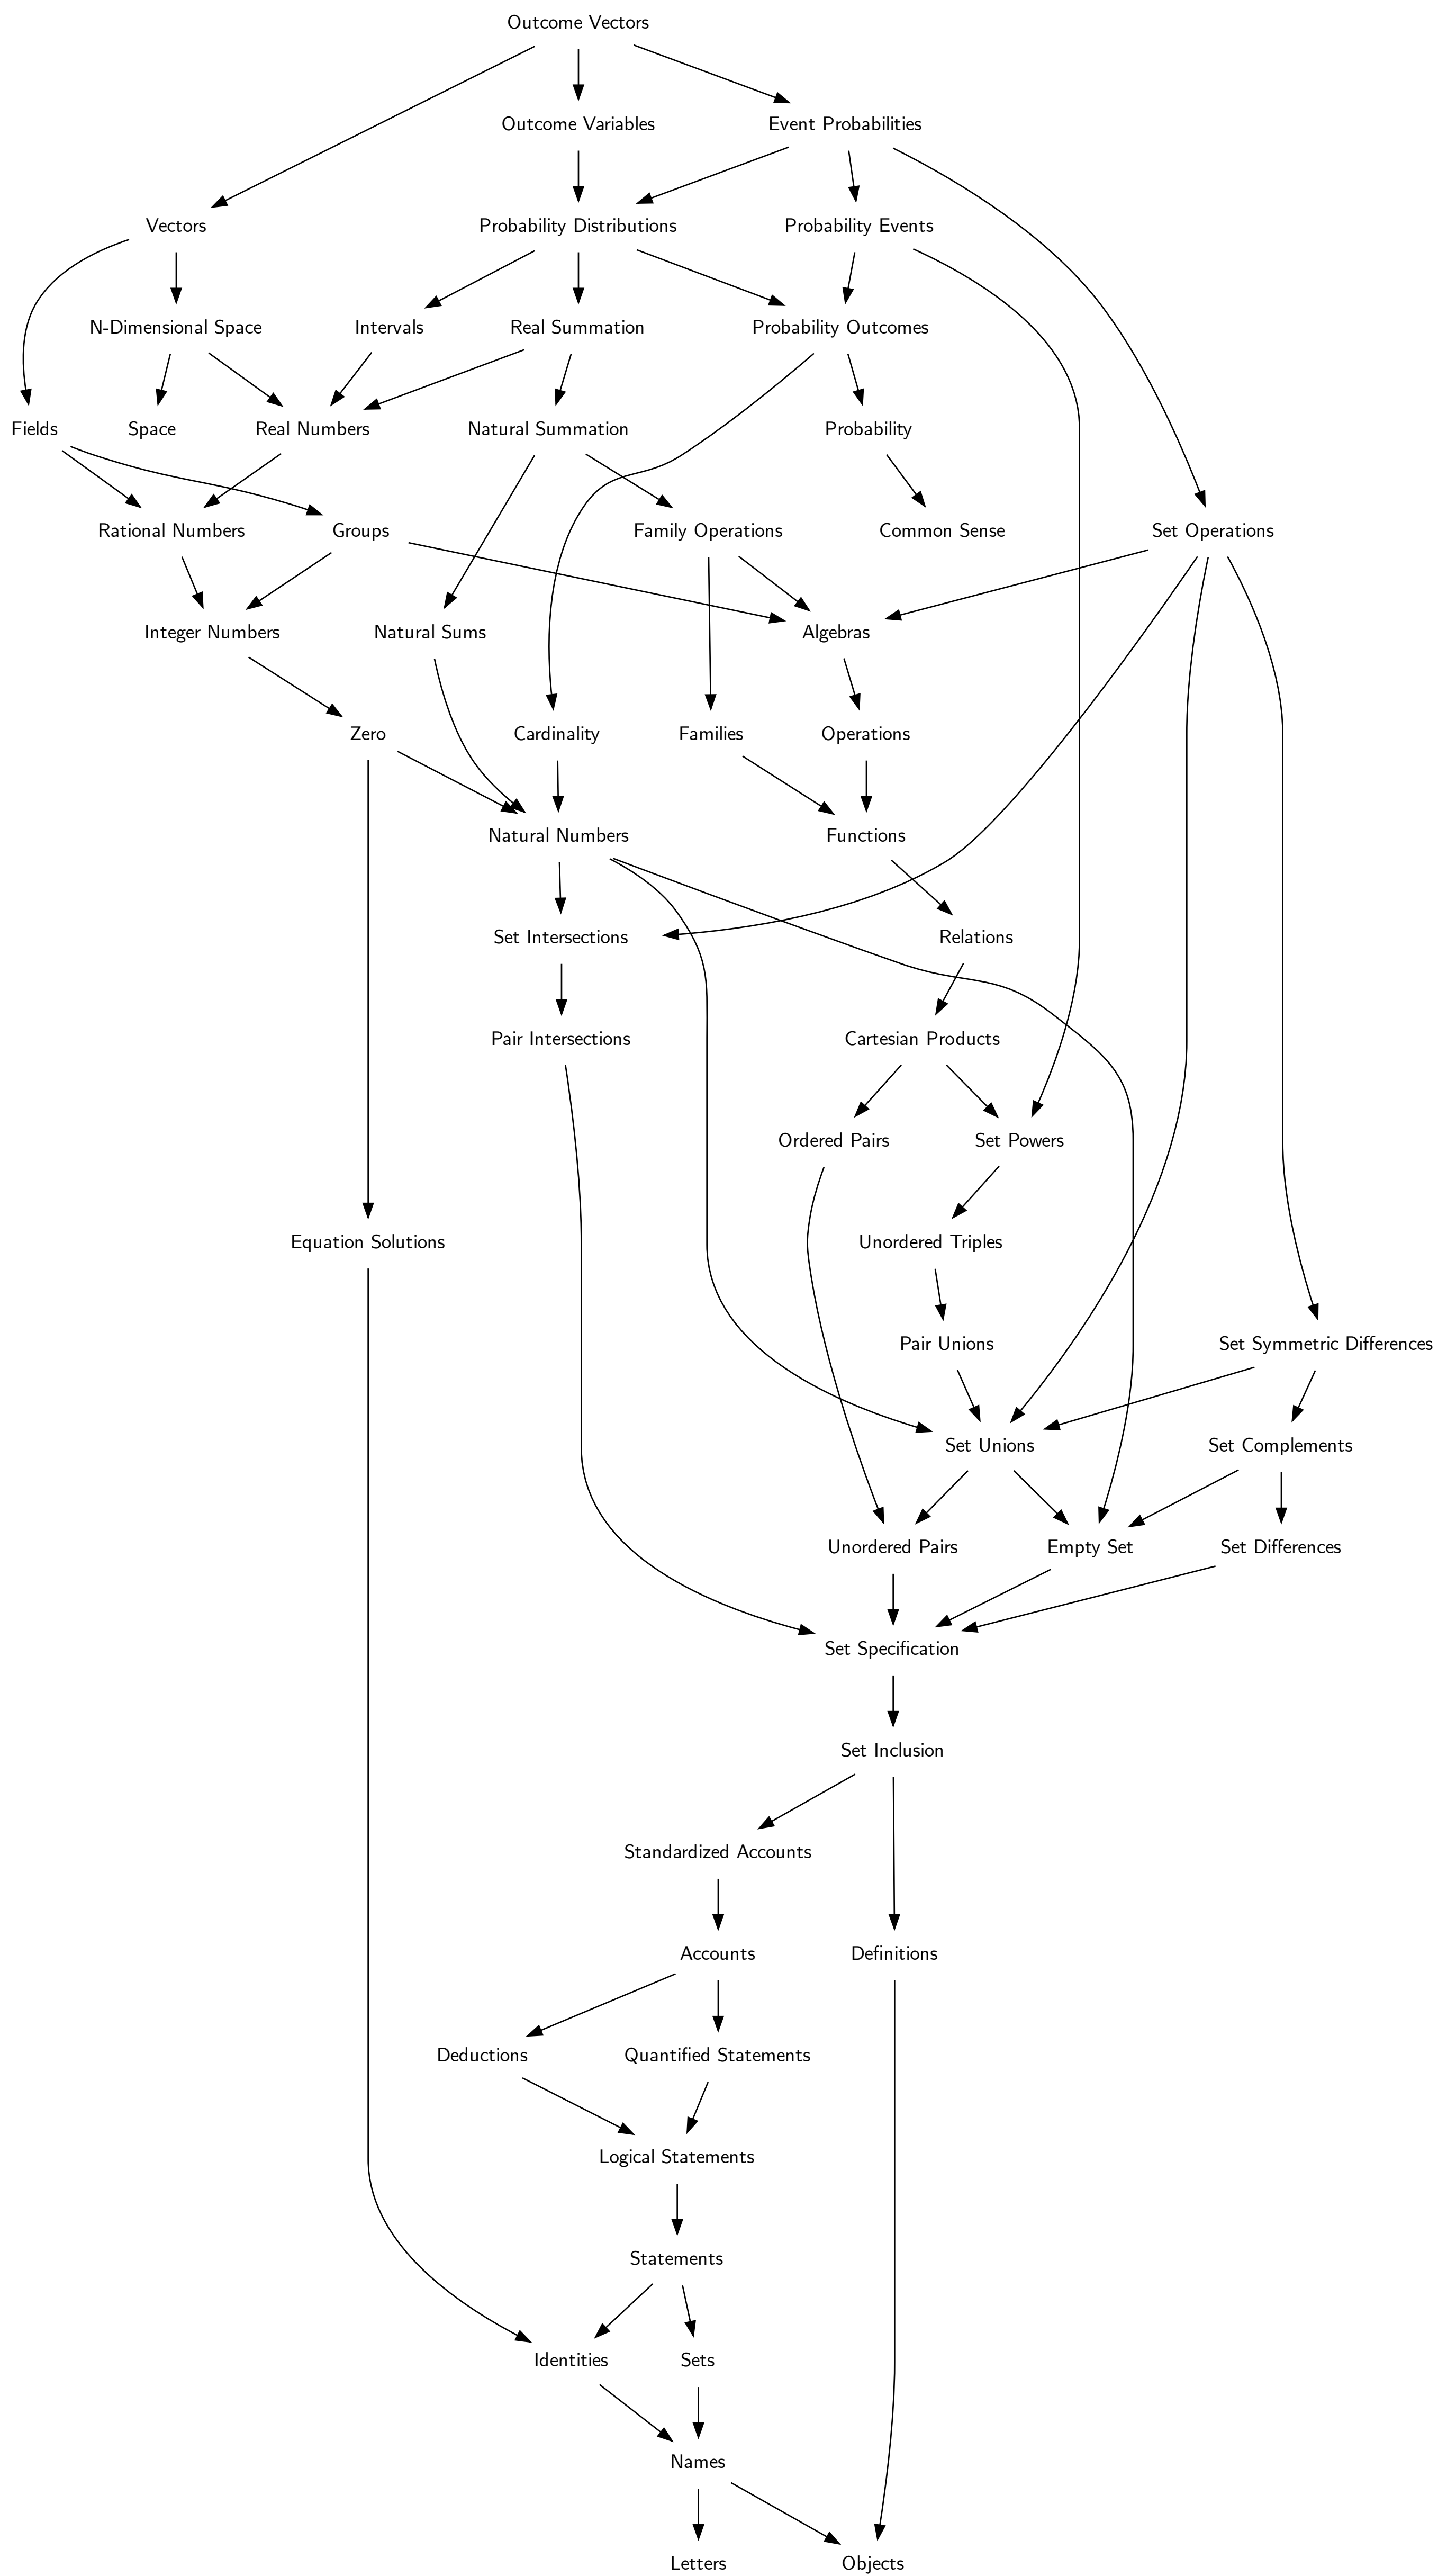 Outcome Vectors
Outcome Variables
Event Probabilities
Vectors
Probability Distributions
Probability Events
N-Dimensional Space
Intervals
Real Summation
Probability Outcomes
Fields
Space
Real Numbers
Natural Summation
Probability
Rational Numbers
Groups
Family Operations
Common Sense
Set Operations
Integer Numbers
Natural Sums
Algebras
Zero
Cardinality
Families
Operations
Natural Numbers
Functions
Set Intersections
Relations
Pair Intersections
Cartesian Products
Ordered Pairs
Set Powers
Equation Solutions
Unordered Triples
Pair Unions
Set Symmetric Differences
Set Unions
Set Complements
Unordered Pairs
Empty Set
Set Differences
Set Specification
Set Inclusion
Standardized Accounts
Accounts
Definitions
Deductions
Quantified Statements
Logical Statements
Statements
Identities
Sets
Names
Letters
Objects